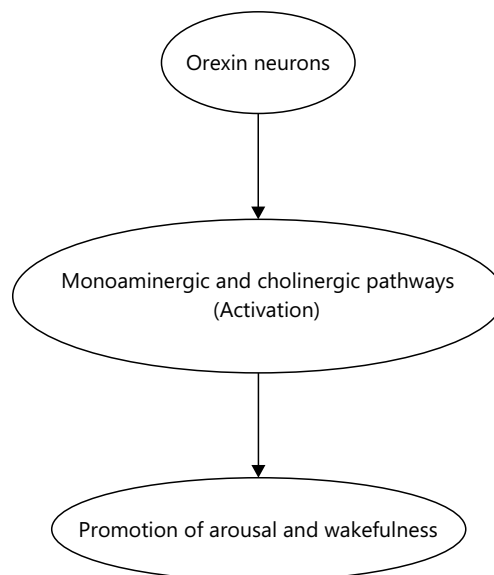 Orexin neurons
Monoaminergic and cholinergic pathways
(Activation)
Promotion of arousal and wakefulness